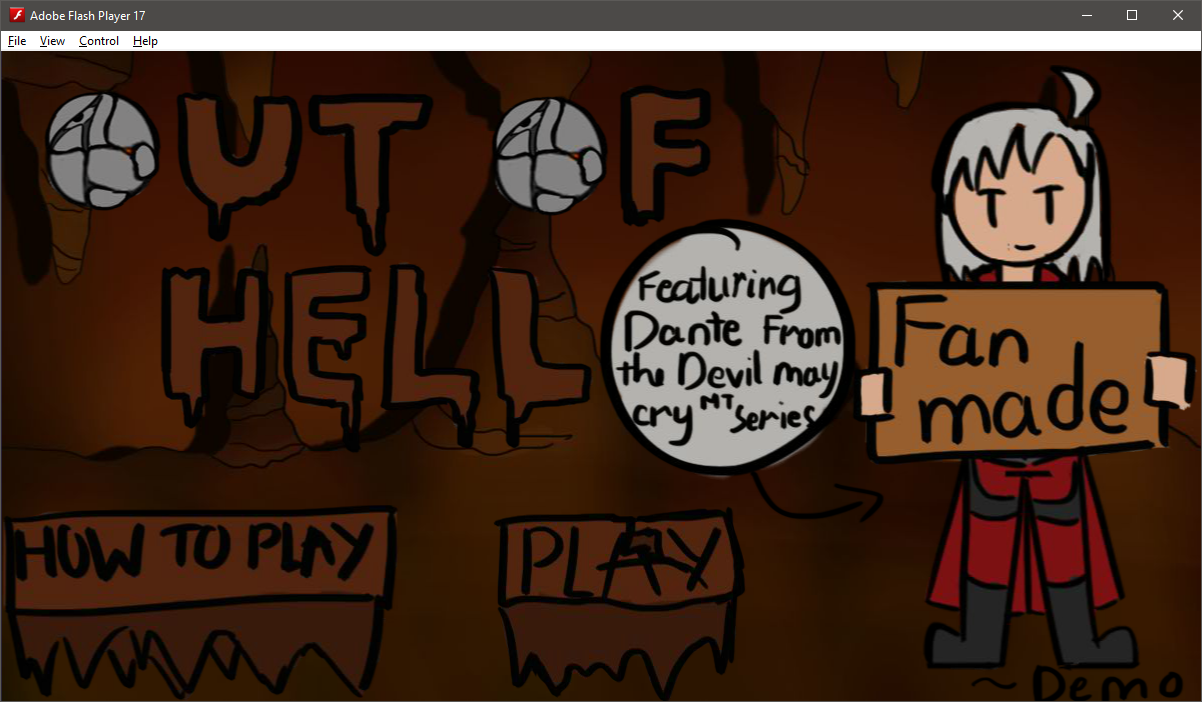 Adobe Flash Player 17
File View Control Help
OUT OF
HELL
Featuring
Dante From
the Devil may
cry MT series
Fan
made
HOW TO PLAY
PLAY
~Demo